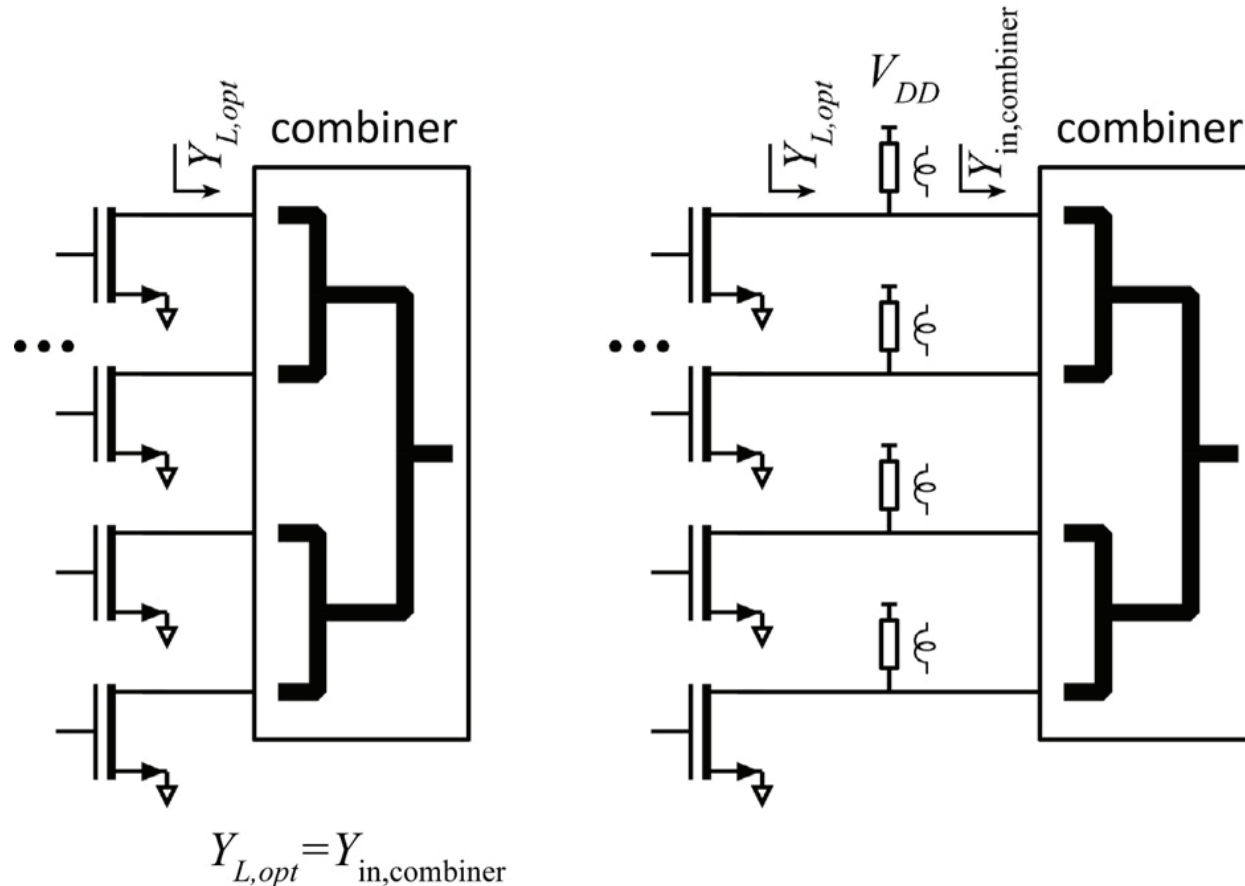 Y_{L,opt}
combiner
Y_{L,opt}
V_{DD}
Y_{in,combiner}
combiner
Y_{L,opt}=Y_{in,combiner}